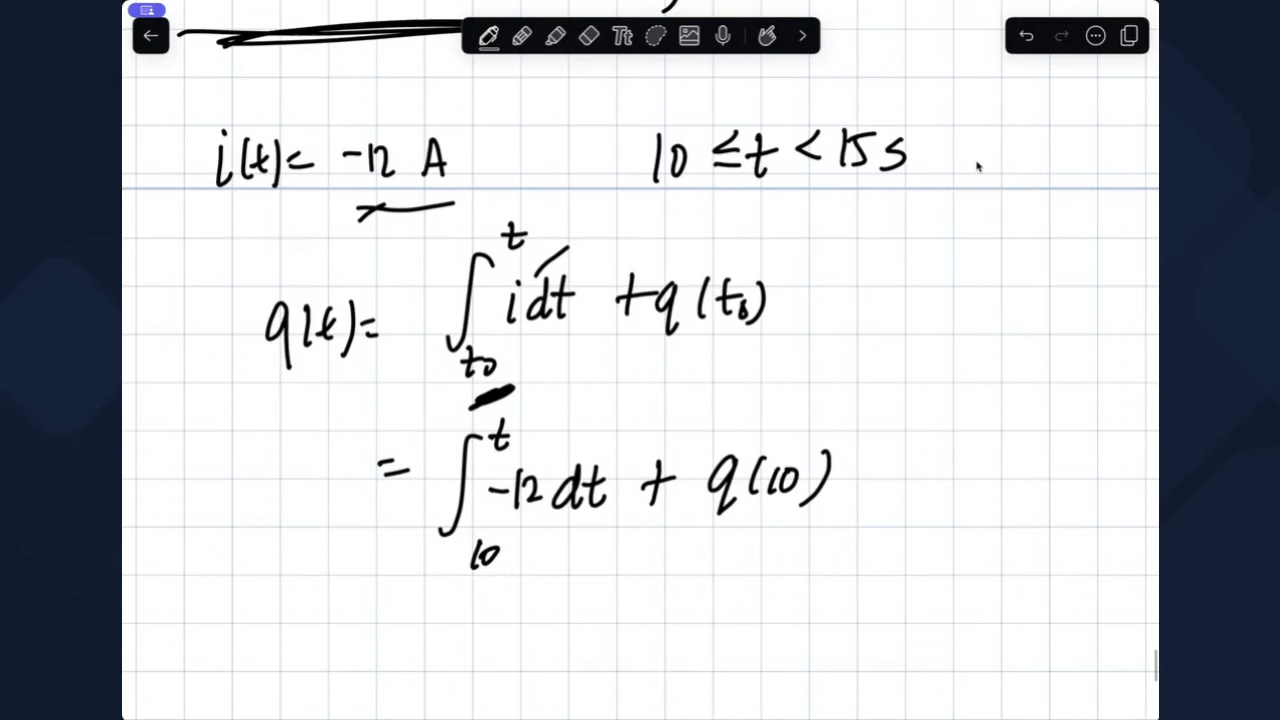 i(t)= -12 A 10 ≤ t < 15 s
q(t)= ∫_{t0}^{t} i dt + q(t0)
= ∫_{10}^{t} -12 dt + q(10)